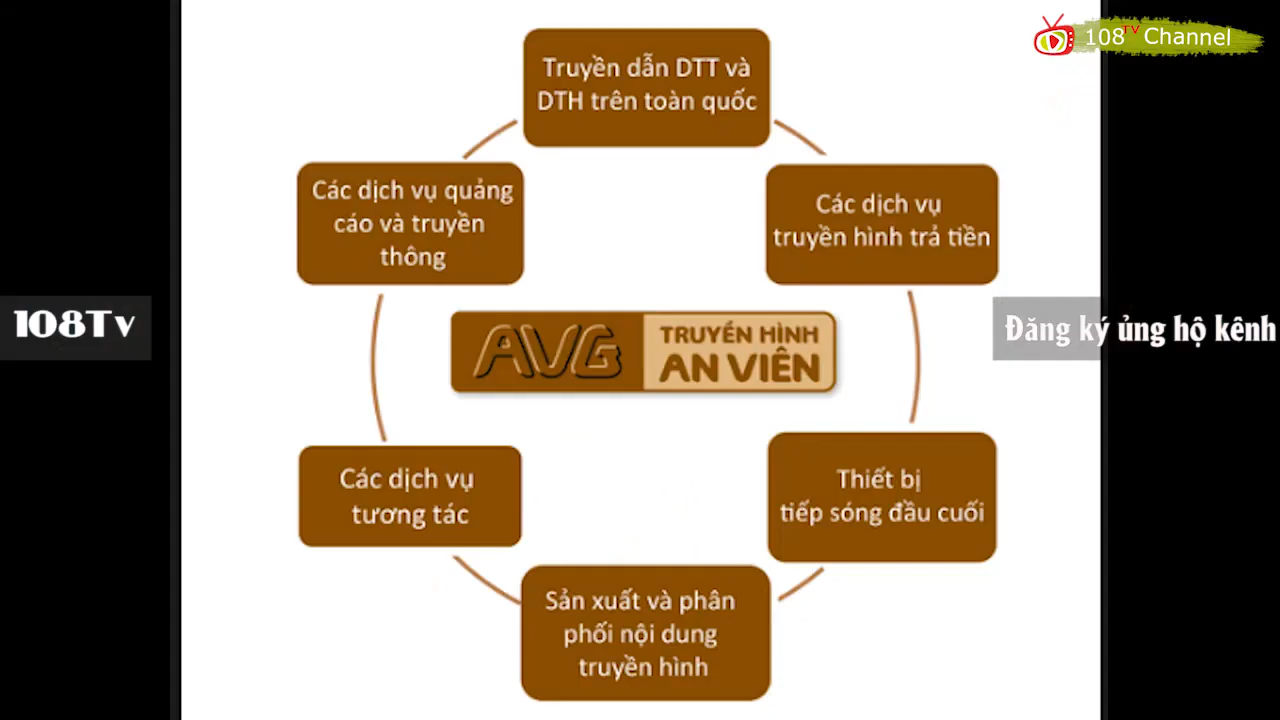 108 TV Channel
Truyền dẫn DTT và
DTH trên toàn quốc
Các dịch vụ quảng
cáo và truyền
thông
Các dịch vụ
truyền hình trả tiền
108Tv
AVG
TRUYỀN HÌNH
AN VIÊN
Đăng ký ủng hộ kênh
Các dịch vụ
tương tác
Thiết bị
tiếp sóng đầu cuối
Sản xuất và phân
phối nội dung
truyền hình